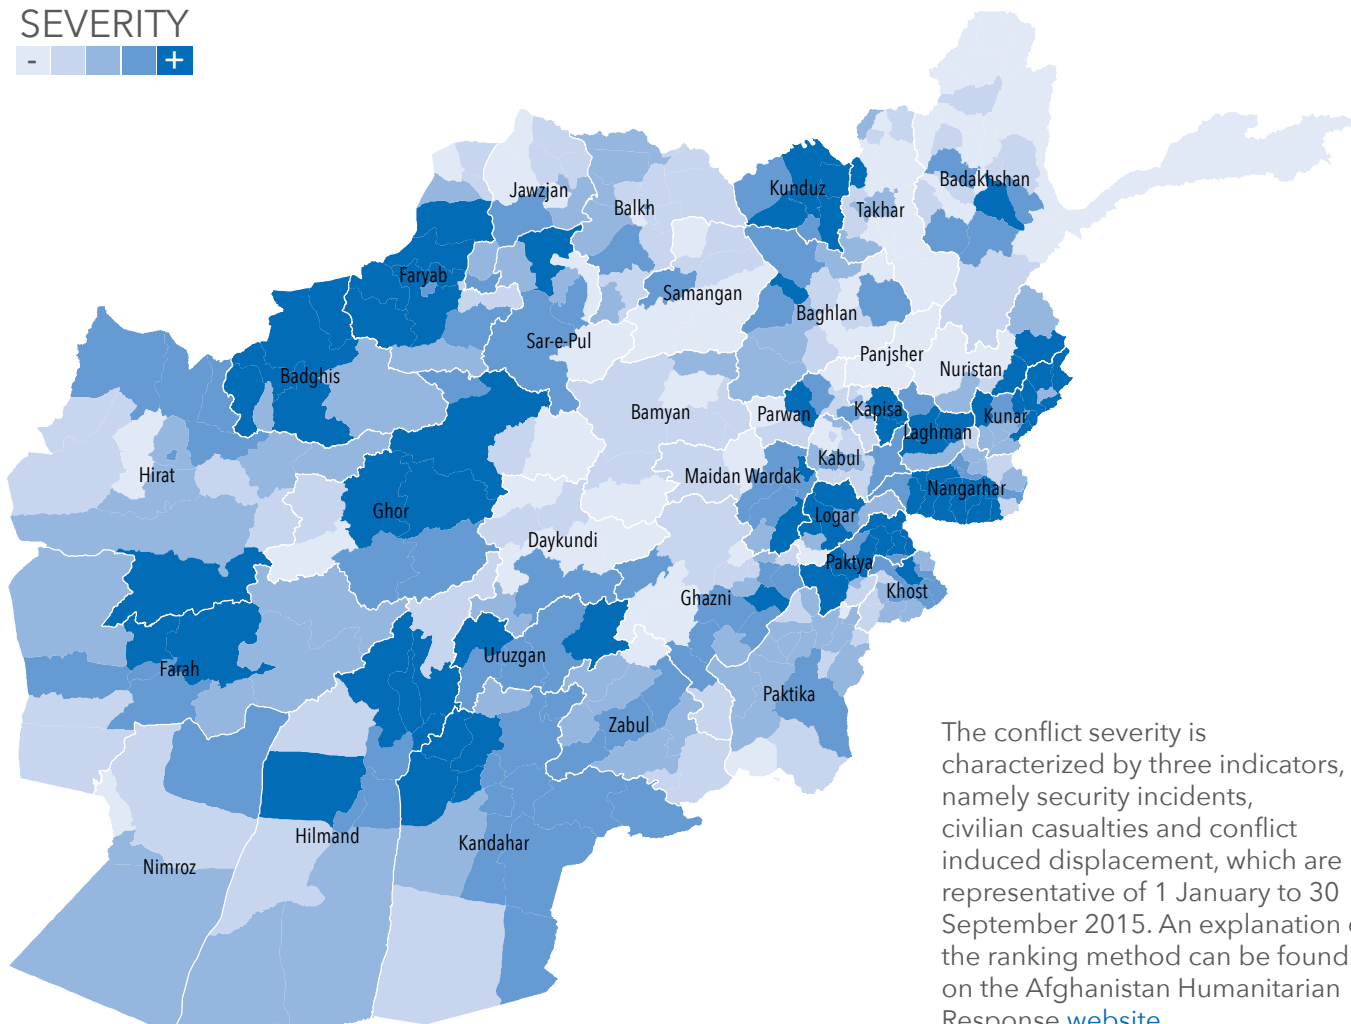 SEVERITY
- +
Jawzjan
Balkh
Kunduz
Takhar
Badakhshan
Faryab
Samangan
Baghlan
Sar-e-Pul
Panjsher
Nuristan
Badghis
Bamyan
Parwan
Kapisa
Kunar
Laghman
Hirat
Maidan Wardak
Kabul
Nangarhar
Ghor
Logar
Daykundi
Paktya
Ghazni
Khost
Uruzgan
Farah
Paktika
Zabul
Hilmand
Kandahar
Nimroz
The conflict severity is
characterized by three indicators,
namely security incidents,
civilian casualties and conflict
induced displacement, which are
representative of 1 January to 30
September 2015. An explanation
the ranking method can be found
on the Afghanistan Humanitarian
Response website